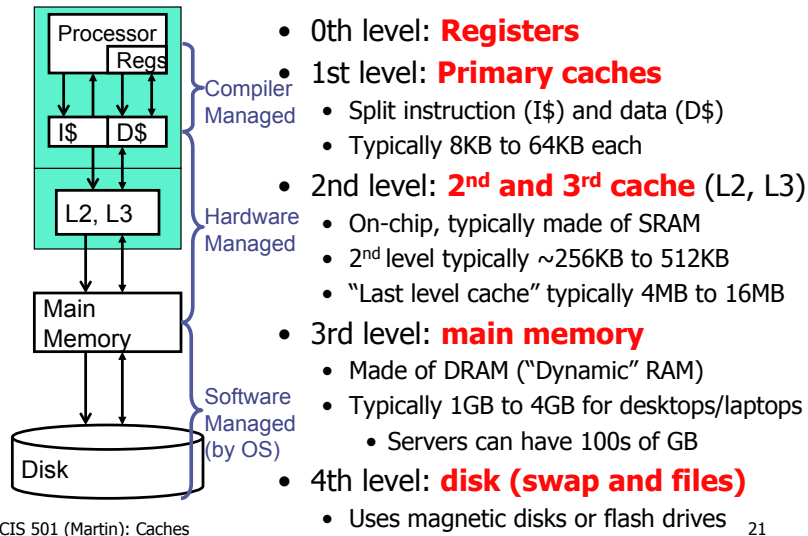 Processor
Regs
I$
D$
L2, L3
Main
Memory
Disk
Compiler
Managed
Hardware
Managed
Software
Managed
(by OS)
• 0th level: Registers
• 1st level: Primary caches
• Split instruction (I$) and data (D$)
• Typically 8KB to 64KB each
• 2nd level: 2nd and 3rd cache (L2, L3)
• On-chip, typically made of SRAM
• 2nd level typically ~256KB to 512KB
• “Last level cache” typically 4MB to 16MB
• 3rd level: main memory
• Made of DRAM (“Dynamic” RAM)
• Typically 1GB to 4GB for desktops/laptops
• Servers can have 100s of GB
• 4th level: disk (swap and files)
• Uses magnetic disks or flash drives
CIS 501 (Martin): Caches
21